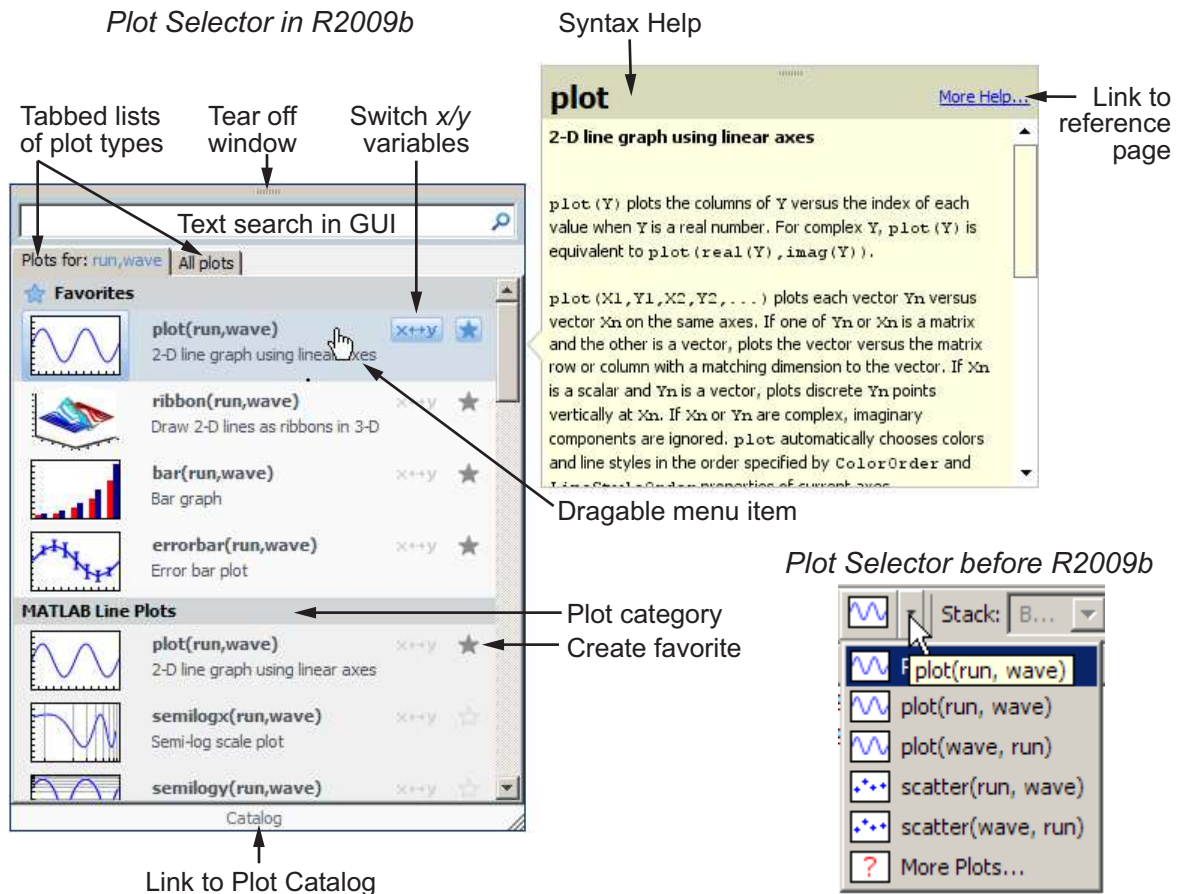 Plot Selector in R2009b
Syntax Help
Tabbed lists
of plot types
Tear off
window
Switch x/y
variables
Text search in GUI
Plots for: run,wave
All plots
Favorites
plot(run,wave)
2-D line graph using linear axes
x↔y
ribbon(run,wave)
Draw 2-D lines as ribbons in 3-D
x↔y
bar(run,wave)
Bar graph
x↔y
errorbar(run,wave)
Error bar plot
x↔y
MATLAB Line Plots
plot(run,wave)
2-D line graph using linear axes
x↔y
semilogx(run,wave)
Semi-log scale plot
x↔y
semilogy(run,wave)
x↔y
Catalog
Link to Plot Catalog
plot
More Help...
Link to
reference
page
2-D line graph using linear axes
plot(Y) plots the columns of Y versus the index of each
value when Y is a real number. For complex Y, plot(Y) is
equivalent to plot(real(Y),imag(Y)).
plot(X1,Y1,X2,Y2,...) plots each vector Yn versus
vector Xn on the same axes. If one of Yn or Xn is a matrix
and the other is a vector, plots the vector versus the matrix
row or column with a matching dimension to the vector. If Xn
is a scalar and Yn is a vector, plots discrete Yn points
vertically at Xn. If Xn or Yn are complex, imaginary
components are ignored. plot automatically chooses colors
and line styles in the order specified by ColorOrder and
LineStyleOrder properties of current axes.
Dragable menu item
Plot category
Create favorite
Plot Selector before R2009b
Stack: B...
plot(run, wave)
plot(run, wave)
plot(wave, run)
scatter(run, wave)
scatter(wave, run)
? More Plots...